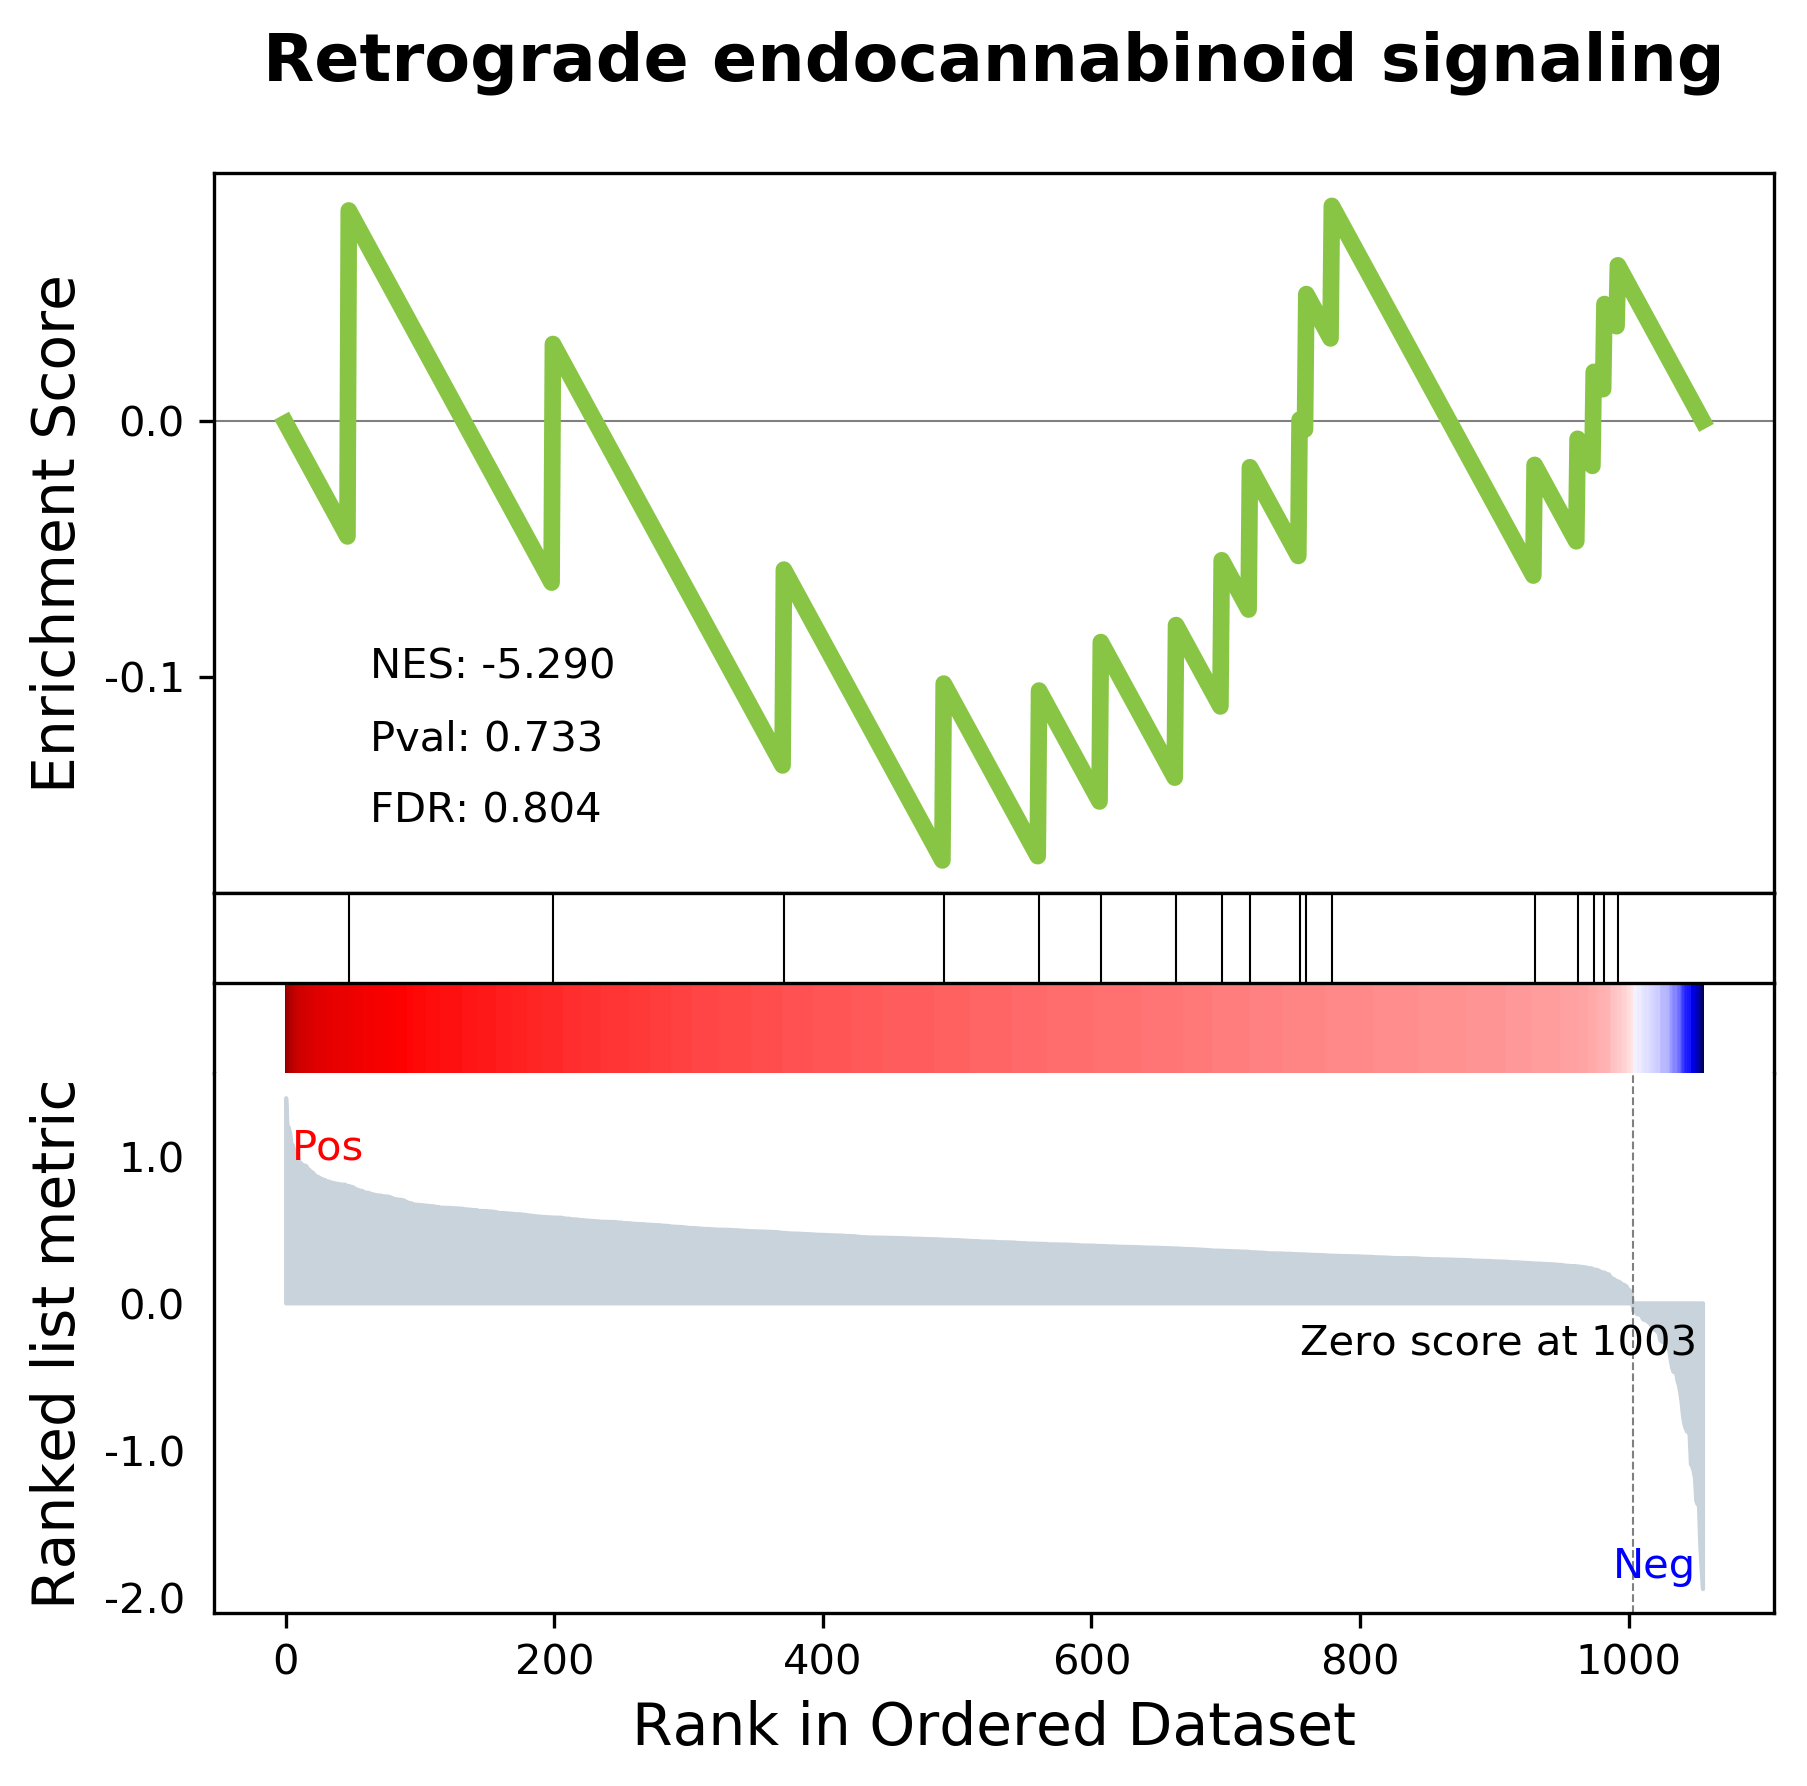 Retrograde endocannabinoid signaling
Enrichment Score
0.0
-0.1
NES: -5.290
Pval: 0.733
FDR: 0.804
Ranked list metric
1.0
0.0
-1.0
-2.0
Pos
Zero score at 1003
Neg
0 200 400 600 800 1000
Rank in Ordered Dataset